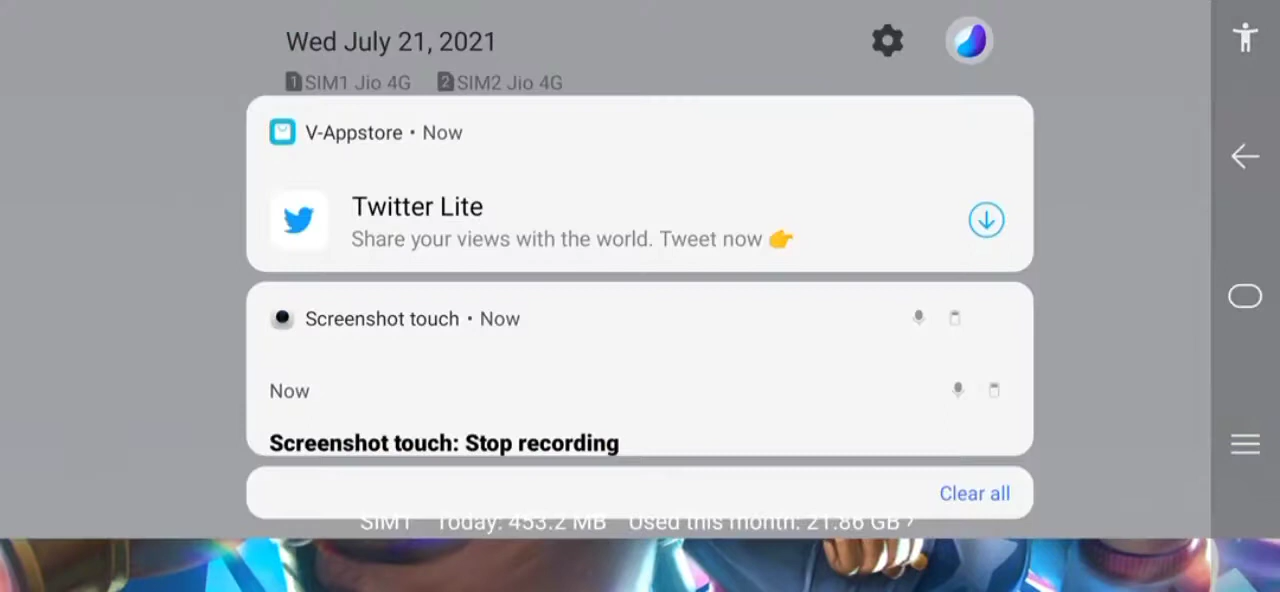 Wed July 21, 2021
1 SIM1 Jio 4G 2 SIM2 Jio 4G
V-Appstore • Now
Twitter Lite
Share your views with the world. Tweet now 👉
Screenshot touch • Now
Now
Screenshot touch: Stop recording
Clear all
SIM1 Today: 453.2 MB Used this month: 21.86 GB ›